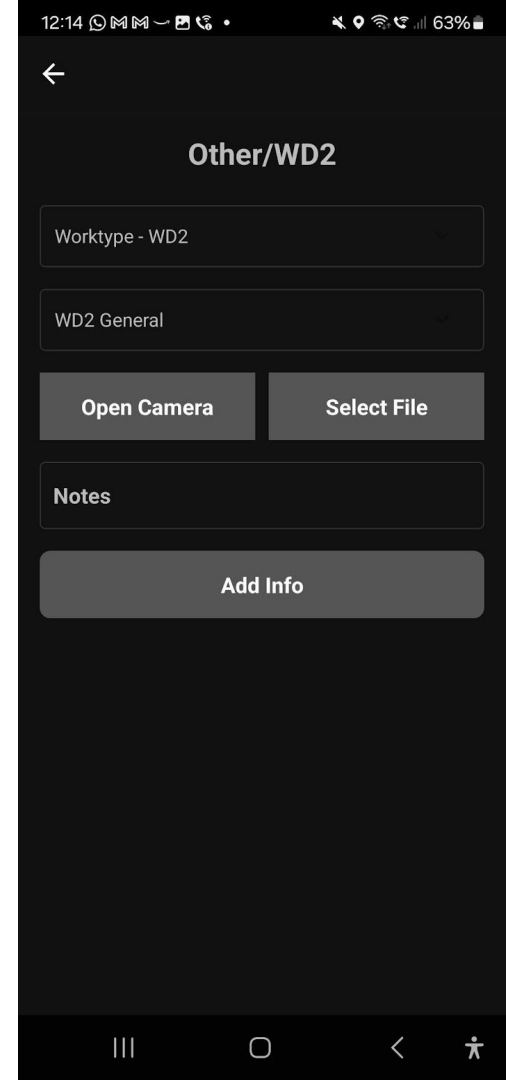 12:14 63%
Other/WD2
Worktype - WD2
WD2 General
Open Camera Select File
Notes
Add Info